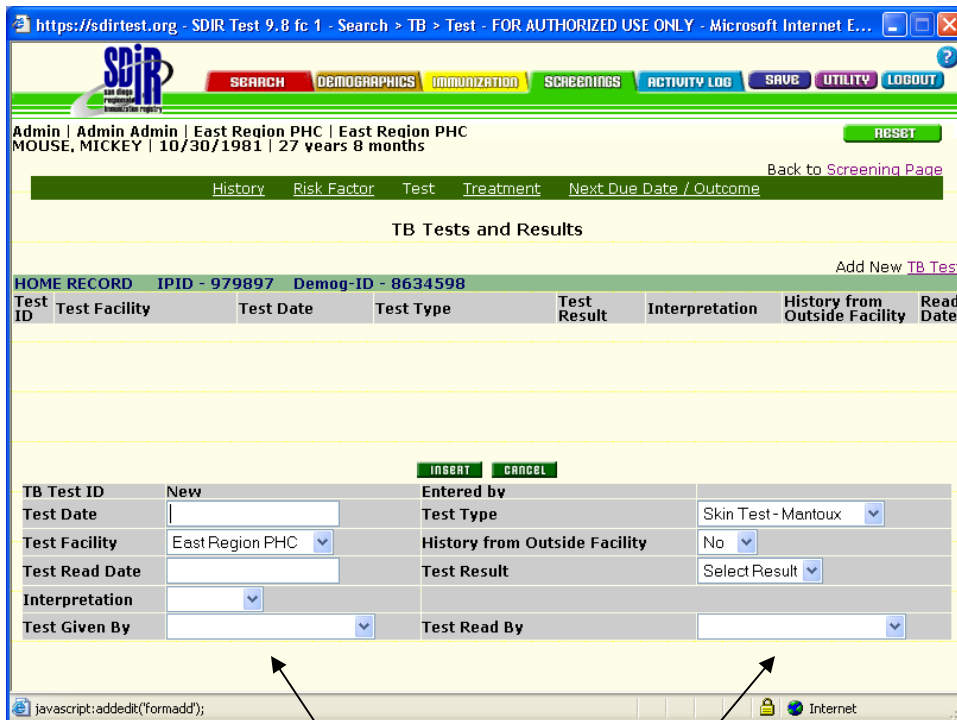 https://sdirtest.org - SDIR Test 9.8 fc 1 - Search > TB > Test - FOR AUTHORIZED USE ONLY - Microsoft Internet E...
SDIR
san diego
regional
immunization registry
SEARCH DEMOGRAPHICS IMMUNIZATION SCREENINGS ACTIVITY LOG SAVE UTILITY LOGOUT ?
Admin | Admin Admin | East Region PHC | East Region PHC
RESET
MOUSE, MICKEY | 10/30/1981 | 27 years 8 months
Back to Screening Page
History Risk Factor Test Treatment Next Due Date / Outcome
TB Tests and Results
Add New TB Test
HOME RECORD IPID - 979897 Demog-ID - 8634598
Test ID Test Facility Test Date Test Type Test Result Interpretation History from Outside Facility Read Date
INSERT CANCEL
TB Test ID New Entered by
Test Date Test Type Skin Test - Mantoux
Test Facility East Region PHC History from Outside Facility No
Test Read Date Test Result Select Result
Interpretation
Test Given By Test Read By
javascript:addedit('formadd'); Internet